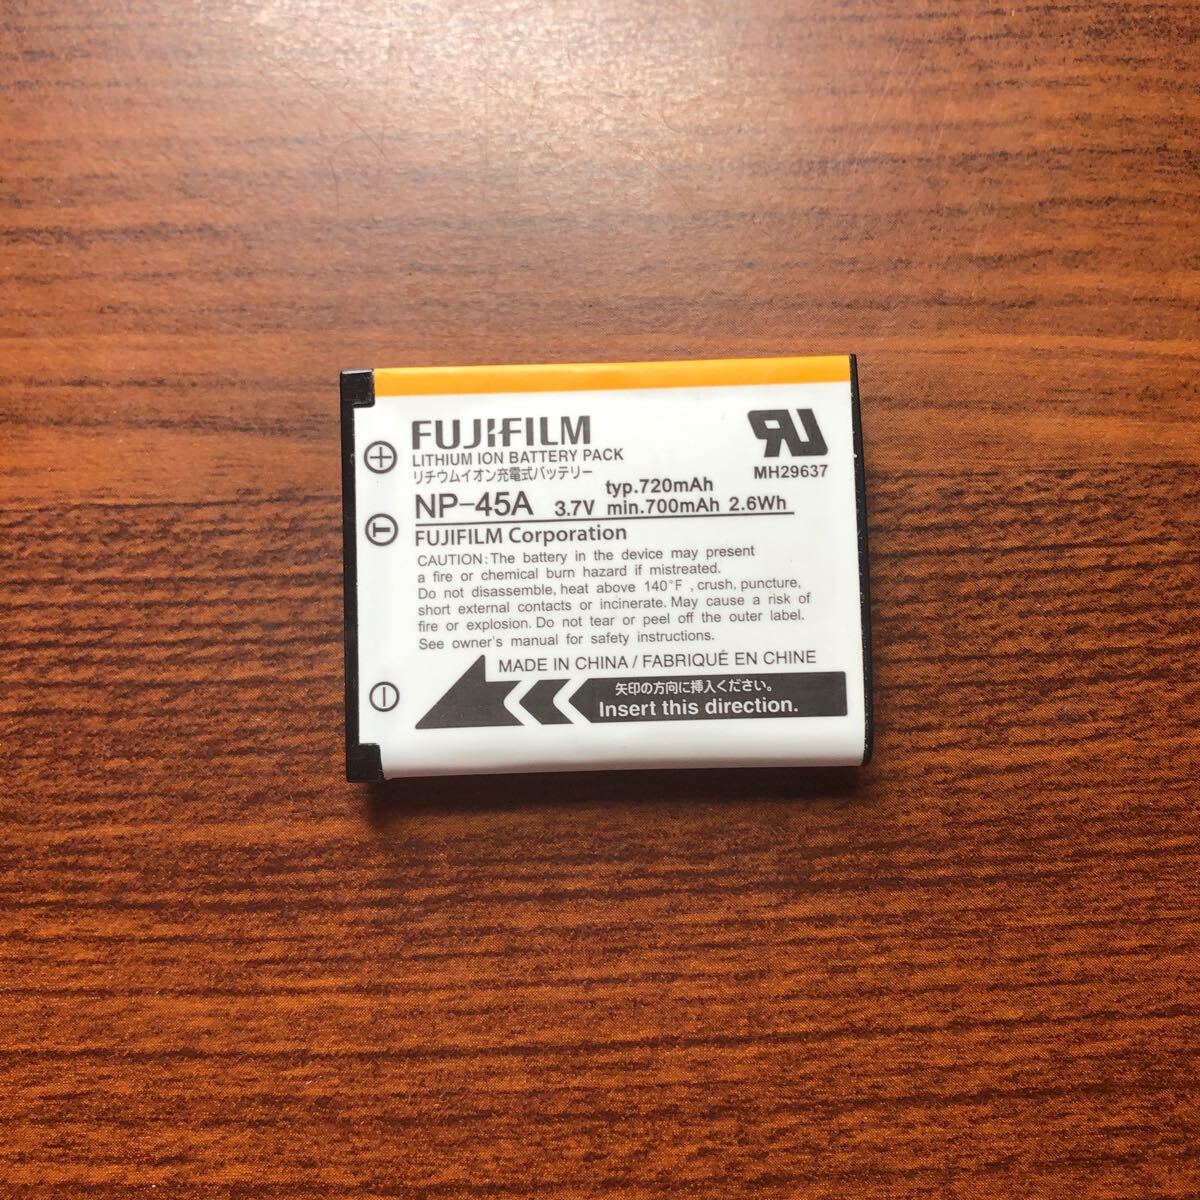 FUJIFILM
LITHIUM ION BATTERY PACK
リチウムイオン充電式バッテリー
NP-45A 3.7V typ.720mAh min.700mAh 2.6Wh
MH29637
FUJIFILM Corporation
CAUTION: The battery in the device may present
a fire or chemical burn hazard if mistreated.
Do not disassemble, heat above 140°F , crush, puncture,
short external contacts or incinerate. May cause a risk of
fire or explosion. Do not tear or peel off the outer label.
See owner's manual for safety instructions.
MADE IN CHINA / FABRIQUÉ EN CHINE
矢印の方向に挿入ください。
Insert this direction.
+
T
−